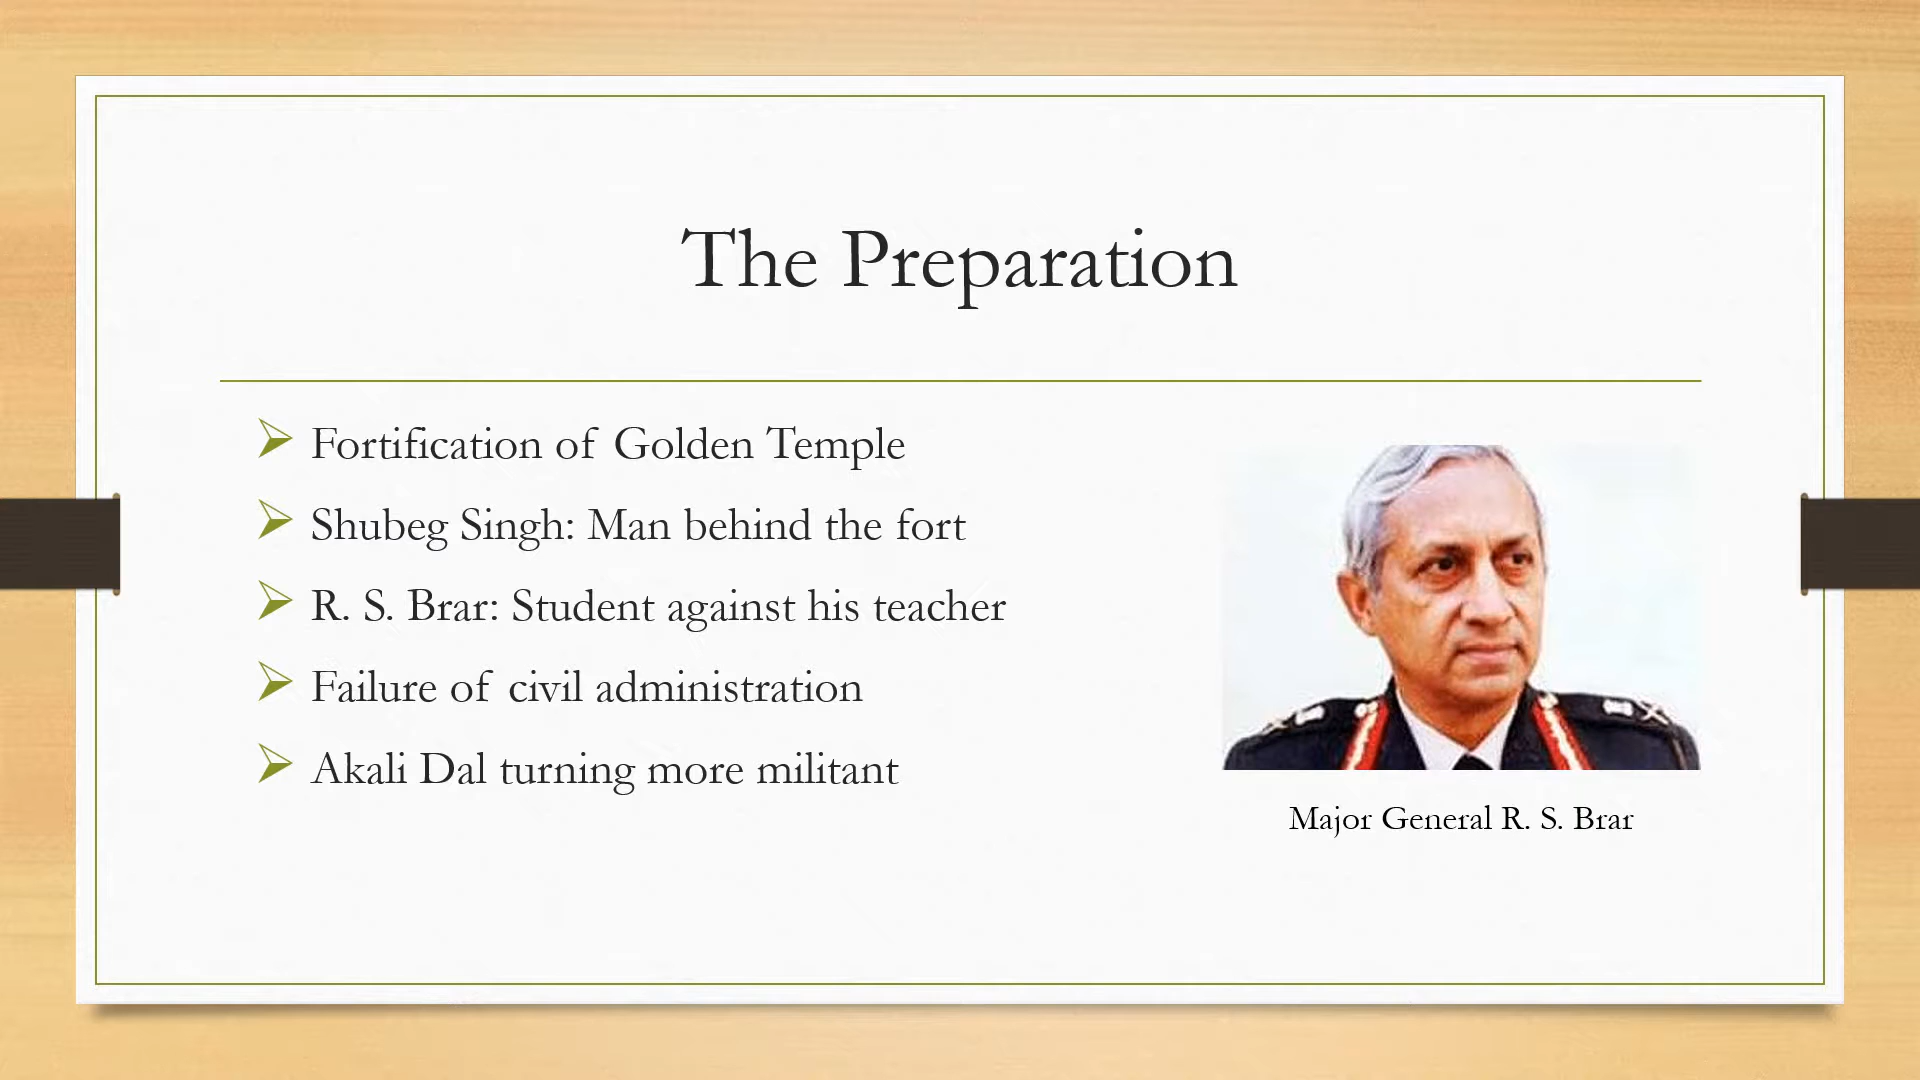 The Preparation
Fortification of Golden Temple
Shubeg Singh: Man behind the fort
R. S. Brar: Student against his teacher
Failure of civil administration
Akali Dal turning more militant
Major General R. S. Brar